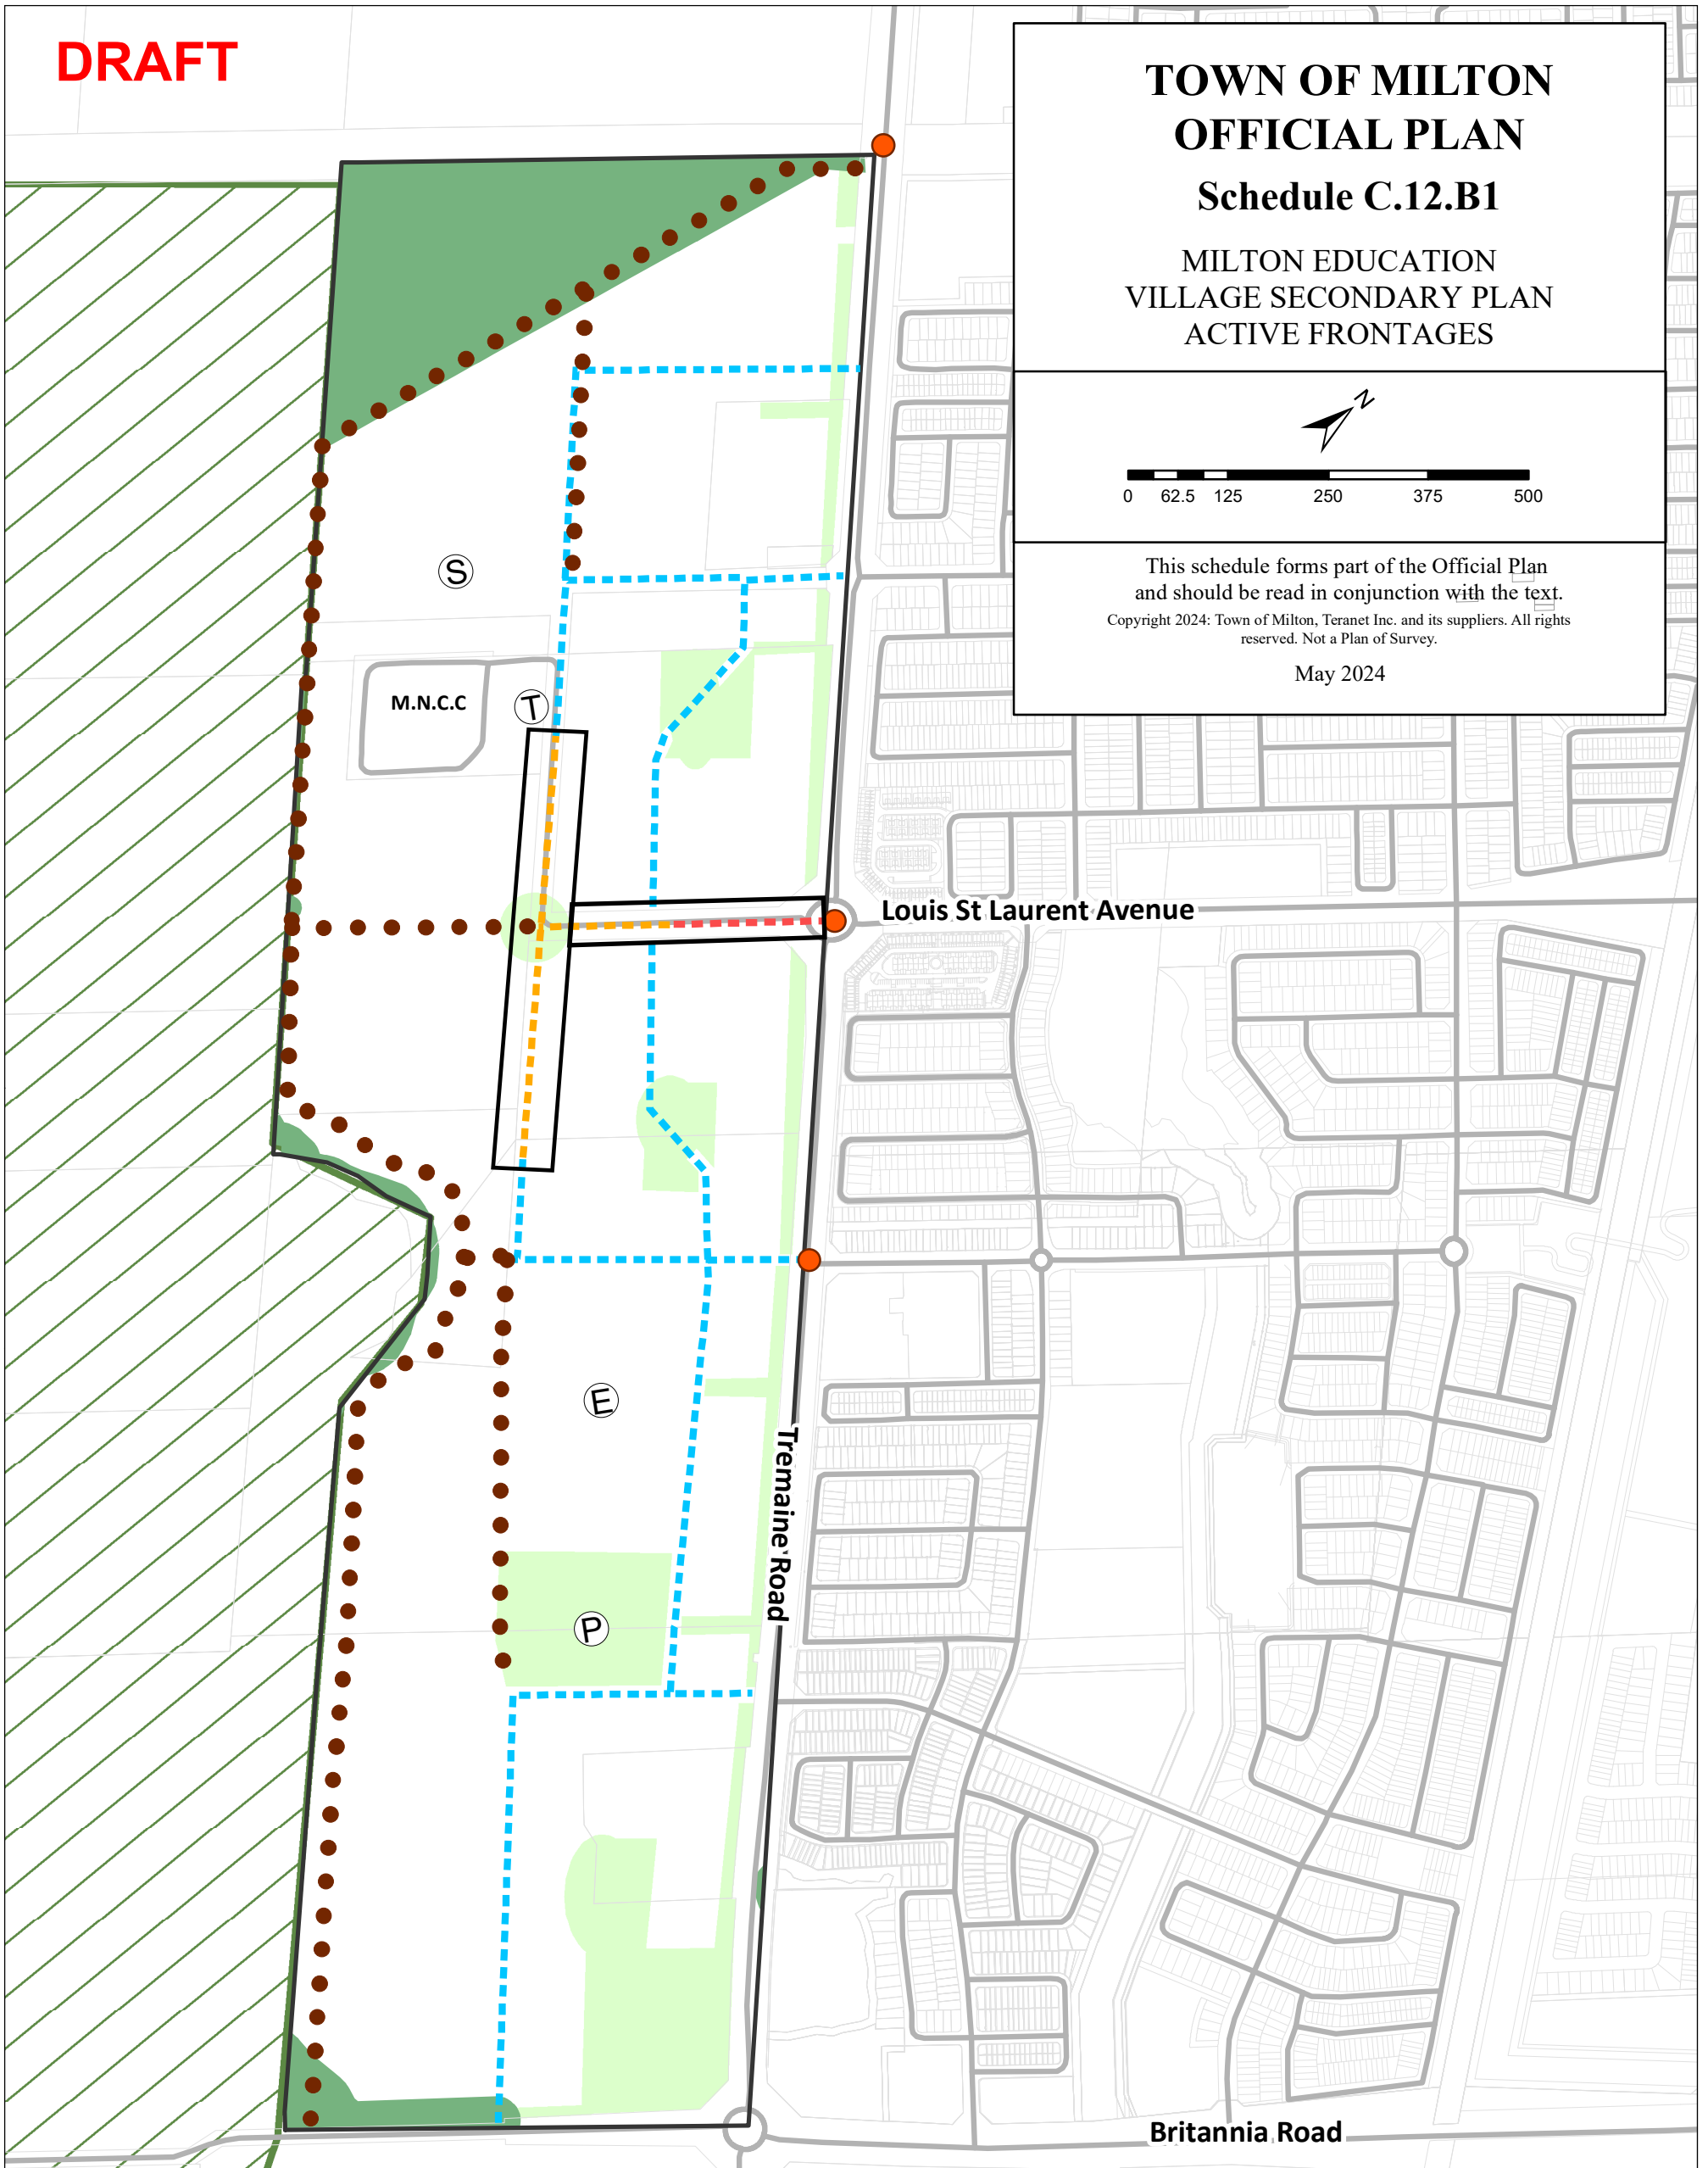 DRAFT
TOWN OF MILTON
OFFICIAL PLAN
Schedule C.12.B1
MILTON EDUCATION
VILLAGE SECONDARY PLAN
ACTIVE FRONTAGES
N
0 62.5 125 250 375 500
This schedule forms part of the Official Plan
and should be read in conjunction with the text.
Copyright 2024: Town of Milton, Teranet Inc. and its suppliers. All rights
reserved. Not a Plan of Survey.
May 2024
S
M.N.C.C
T
Louis St Laurent Avenue
E
Tremaine Road
P
Britannia Road